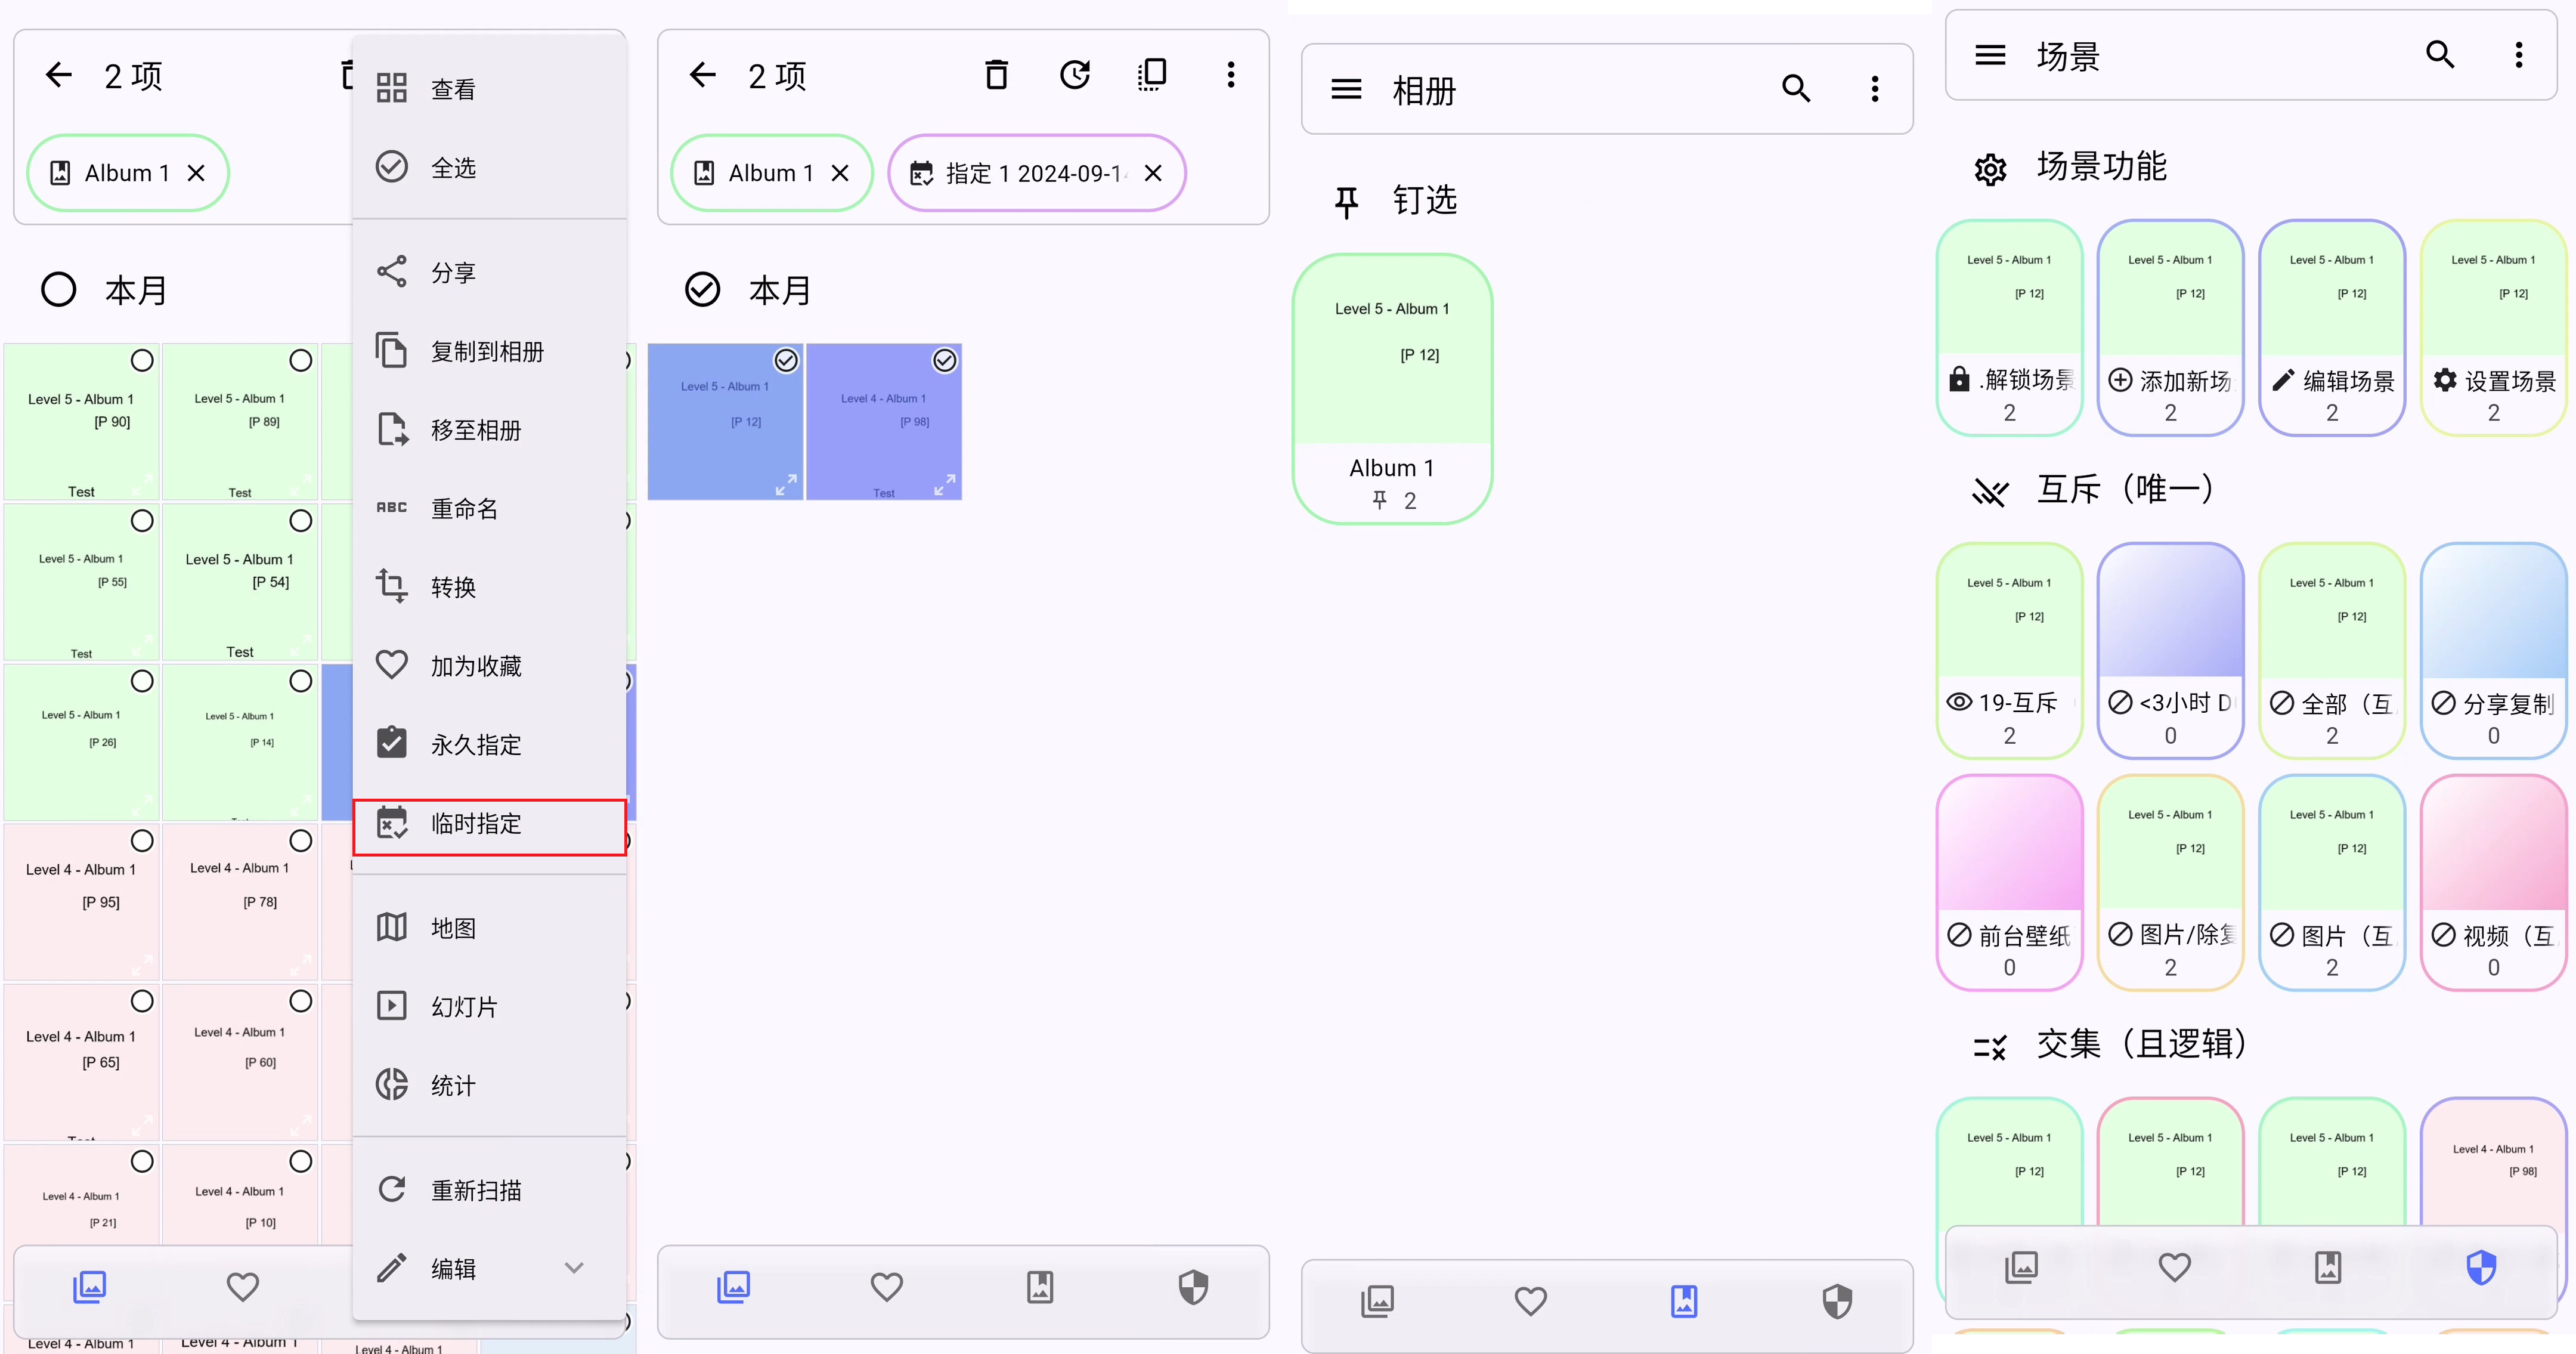 2 项
Album 1
本月
Level 5 - Album 1
[P 90]
Test
Level 5 - Album 1
[P 89]
Test
Level 5 - Album 1
[P 55]
Test
Level 5 - Album 1
[P 54]
Test
Level 5 - Album 1
[P 26]
Level 5 - Album 1
[P 14]
Level 4 - Album 1
[P 95]
Level 4 - Album 1
[P 78]
Level 4 - Album 1
[P 65]
Level 4 - Album 1
[P 60]
Level 4 - Album 1
[P 21]
Level 4 - Album 1
[P 10]
Level 4 - Album 1
Level 4 - Album 1
Level 4 - Album 1
查看
全选
分享
复制到相册
移至相册
ABC 重命名
转换
加为收藏
永久指定
临时指定
地图
幻灯片
统计
重新扫描
编辑
2 项
Album 1
指定 1 2024-09-1
本月
Level 5 - Album 1
[P 12]
Level 4 - Album 1
[P 98]
Test
相册
钉选
Level 5 - Album 1
[P 12]
Album 1
2
场景
场景功能
Level 5 - Album 1
[P 12]
.解锁场景
2
Level 5 - Album 1
[P 12]
添加新场
2
Level 5 - Album 1
[P 12]
编辑场景
2
Level 5 - Album 1
[P 12]
设置场景
2
互斥（唯一）
Level 5 - Album 1
[P 12]
19-互斥
2
<3小时 D
0
Level 5 - Album 1
[P 12]
全部（互
2
分享复制
0
前台壁纸
0
Level 5 - Album 1
[P 12]
图片/除复
2
Level 5 - Album 1
[P 12]
图片（互
2
视频（互
0
交集（且逻辑）
Level 5 - Album 1
[P 12]
Level 5 - Album 1
[P 12]
Level 5 - Album 1
[P 12]
Level 4 - Album 1
[P 98]